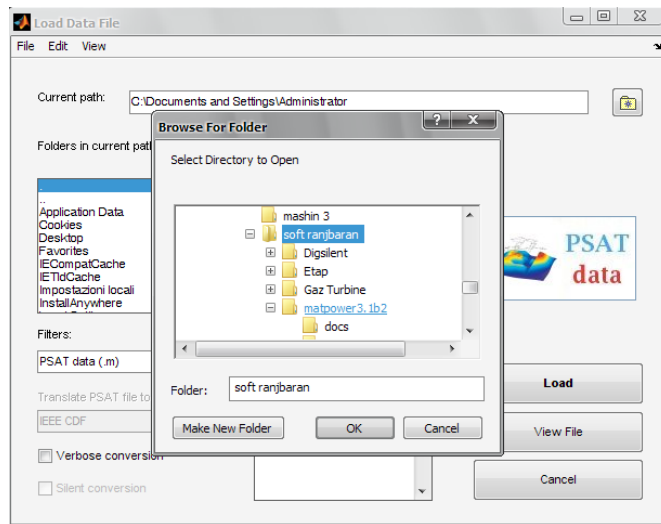 Load Data File
File Edit View
Current path:
C:\Documents and Settings\Administrator
Browse For Folder
Folders in current path
Select Directory to Open
.
..
Application Data
Cookies
Desktop
Favorites
IECompatCache
IETldCache
Impostazioni locali
InstallAnywhere
mashin 3
soft ranjbaran
Digsilent
Etap
Gaz Turbine
matpower3.1b2
docs
PSAT
data
Filters:
PSAT data (.m)
Folder:
soft ranjbaran
Load
Translate PSAT file to
IEEE CDF
Make New Folder
OK
Cancel
View File
Verbose conversion
Silent conversion
Cancel